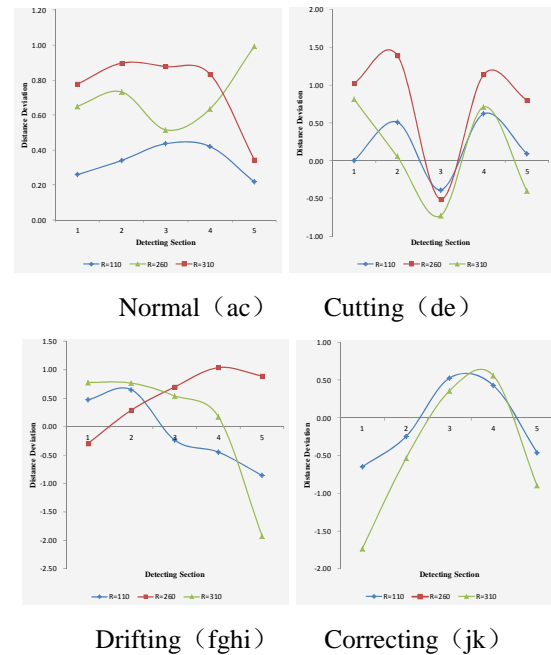 1.20
1.00
0.80
0.60
0.40
0.20
0.00
Distance Deviation
1 2 3 4 5
Detecting Section
R=110 R=260 R=310
2.00
1.50
1.00
0.50
0.00
-0.50
-1.00
Distance Deviation
1 2 3 4 5
Detecting Section
R=110 R=260 R=310
Normal（ac） Cutting（de）
1.50
1.00
0.50
0.00
-0.50
-1.00
-1.50
-2.00
-2.50
Distance Deviation
1 2 3 4 5
Detecting Section
R=110 R=260 R=310
1.00
0.50
0.00
-0.50
-1.00
-1.50
-2.00
Distance Deviation
1 2 3 4 5
Detecting Section
R=110 R=260 R=310
Drifting（fghi） Correcting（jk）